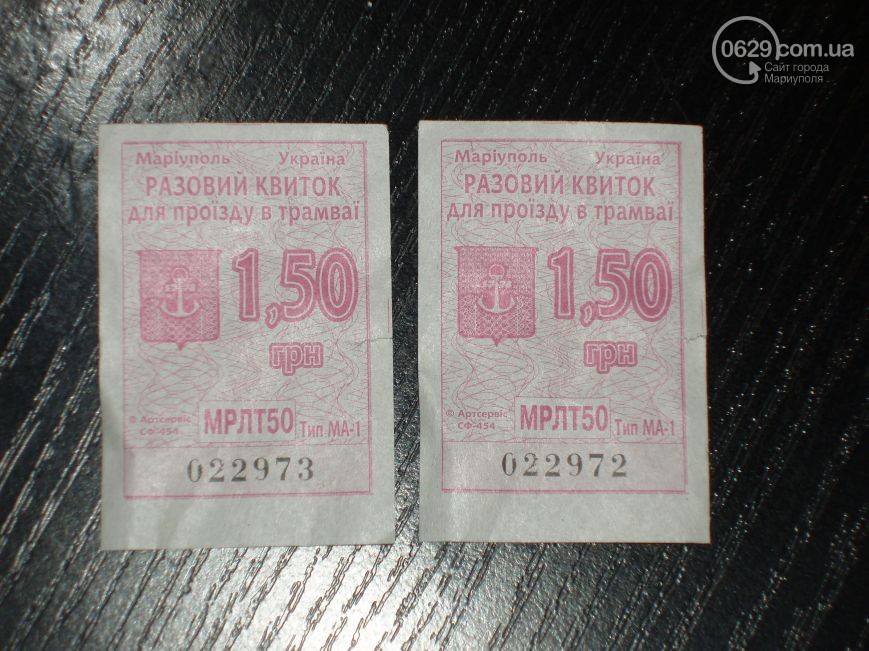 0629.com.ua
Сайт города
Мариуполя
Маріуполь Україна
РАЗОВИЙ КВИТОК
для проїзду в трамваї
1,50
грн
© Артсервіс
СФ-454
МРЛТ50
Тип МА-1
022973
Маріуполь Україна
РАЗОВИЙ КВИТОК
для проїзду в трамваї
1,50
грн
© Артсервіс
СФ-454
МРЛТ50
Тип МА-1
022972